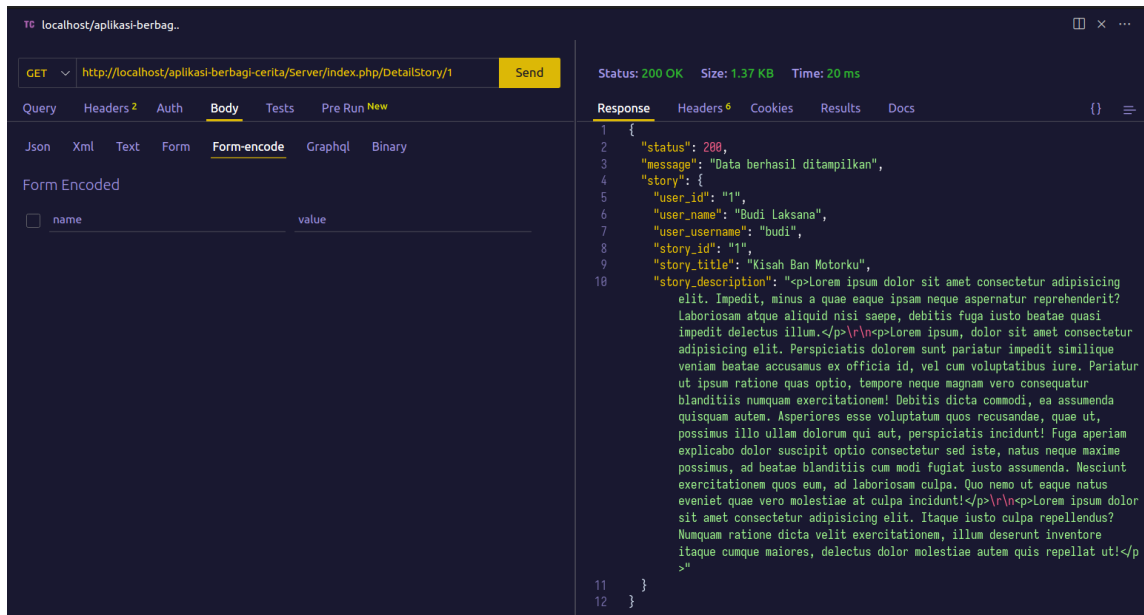 TC localhost/aplikasi-berbag..
GET http://localhost/aplikasi-berbagi-cerita/Server/index.php/DetailStory/1 Send
Query Headers 2 Auth Body Tests Pre Run New
Json Xml Text Form Form-encode Graphql Binary
Form Encoded
name value
Status: 200 OK Size: 1.37 KB Time: 20 ms
Response Headers 6 Cookies Results Docs {}
1 {
2 "status": 200,
3 "message": "Data berhasil ditampilkan",
4 "story": {
5 "user_id": "1",
6 "user_name": "Budi Laksana",
7 "user_username": "budi",
8 "story_id": "1",
9 "story_title": "Kisah Ban Motorku",
10 "story_description": "<p>Lorem ipsum dolor sit amet consectetur adipisicing
elit. Impedit, minus a quae eaque ipsam neque aspernatur reprehenderit?
Laboriosam atque aliquid nisi saepe, debitis fuga iusto beatae quasi
impedit delectus illum.</p>\r\n<p>Lorem ipsum, dolor sit amet consectetur
adipisicing elit. Perspiciatis dolorem sunt pariatur impedit similique
veniam beatae accusamus ex officia id, vel cum voluptatibus iure. Pariatur
ut ipsum ratione quas optio, tempore neque magnam vero consequatur
blanditiis numquam exercitationem! Debitis dicta commodi, ea assumenda
quisquam autem. Asperiores esse voluptatum quos recusandae, quae ut,
possimus illo ullam dolorum qui aut, perspiciatis incidunt! Fuga aperiam
explicabo dolor suscipit optio consectetur sed iste, natus neque maxime
possimus, ad beatae blanditiis cum modi fugiat iusto assumenda. Nesciunt
exercitationem quos eum, ad laboriosam culpa. Quo nemo ut eaque natus
eveniet quae vero molestiae at culpa incidunt!</p>\r\n<p>Lorem ipsum dolor
sit amet consectetur adipisicing elit. Itaque iusto culpa repellendus?
Numquam ratione dicta velit exercitationem, illum deserunt inventore
itaque cumque maiores, delectus dolor molestiae autem quis repellat ut!</p
>"
11 }
12 }